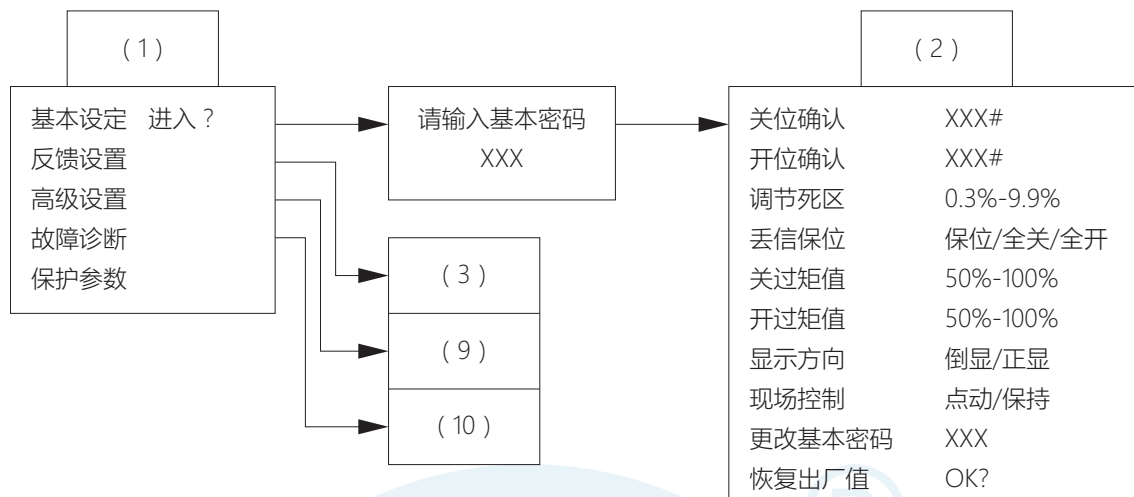 （1）
基本设定 进入？
反馈设置
高级设置
故障诊断
保护参数
请输入基本密码
XXX
（3）
（9）
（10）
（2）
关位确认 XXX#
开位确认 XXX#
调节死区 0.3%-9.9%
丢信保位 保位/全关/全开
关过矩值 50%-100%
开过矩值 50%-100%
显示方向 倒显/正显
现场控制 点动/保持
更改基本密码 XXX
恢复出厂值 OK?